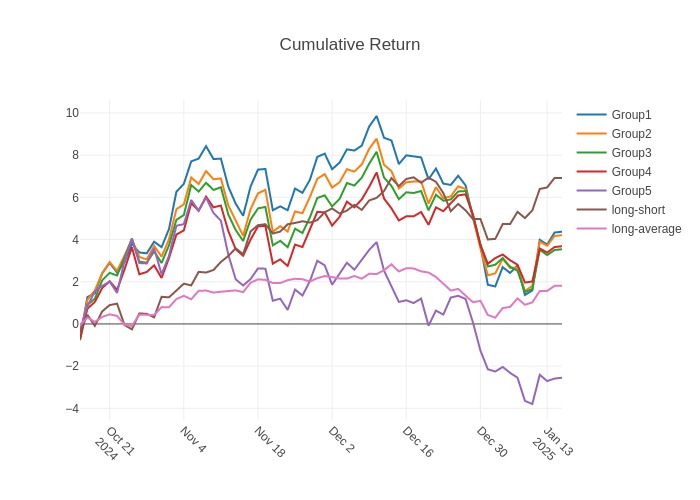 Cumulative Return
10
8
6
4
2
0
−2
−4
Oct 21
2024
Nov 4
Nov 18
Dec 2
Dec 16
Dec 30
Jan 13
2025
Group1
Group2
Group3
Group4
Group5
long-short
long-average